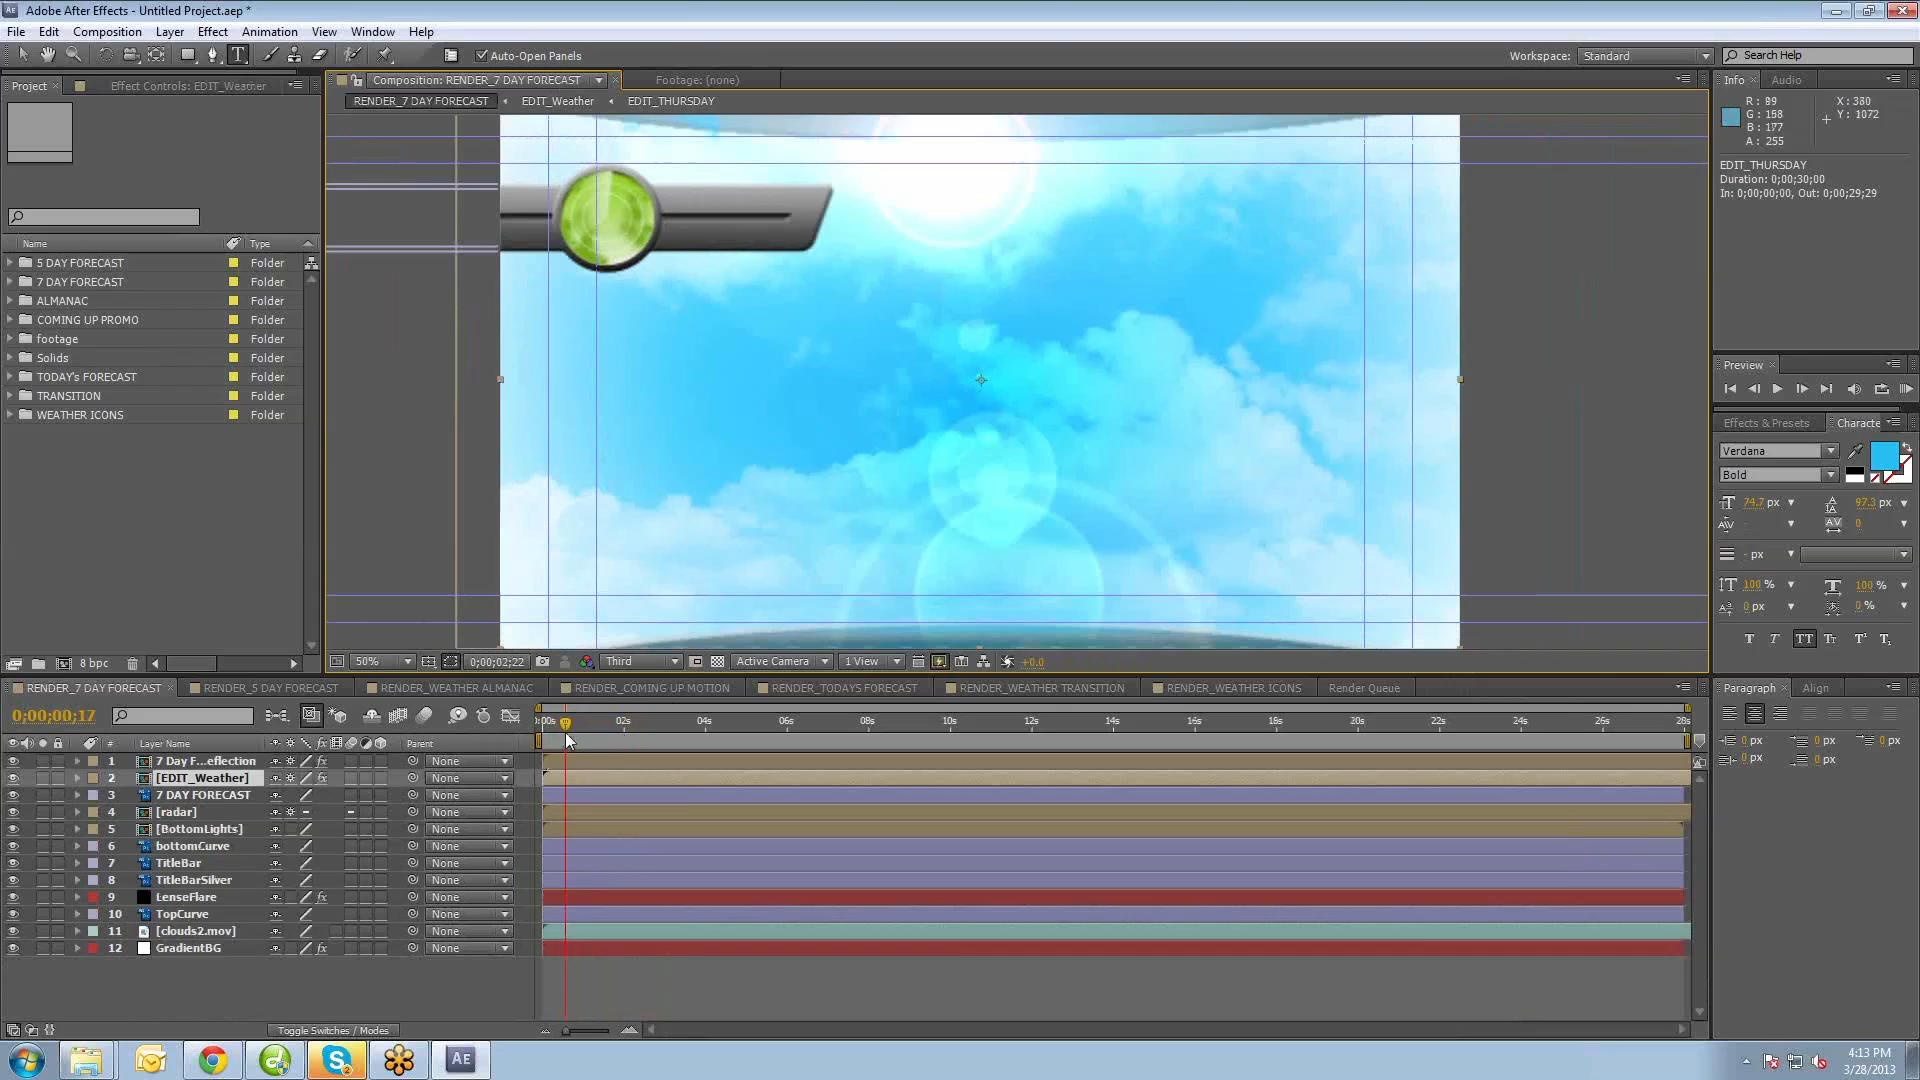 Adobe After Effects - Untitled Project.aep *
File Edit Composition Layer Effect Animation View Window Help
Auto-Open Panels
Workspace: Standard
Search Help
Project
Effect Controls: EDIT_Weather
Composition: RENDER_7 DAY FORECAST
Footage: (none)
RENDER_7 DAY FORECAST EDIT_Weather EDIT_THURSDAY
Name Type
5 DAY FORECAST Folder
7 DAY FORECAST Folder
ALMANAC Folder
COMING UP PROMO Folder
footage Folder
Solids Folder
TODAY's FORECAST Folder
TRANSITION Folder
WEATHER ICONS Folder
8 bpc
50% 0;00;02;22 Third Active Camera 1 View +0.0
Info Audio
R: 89 X: 380
G: 158 Y: 1072
B: 177
A: 255
EDIT_THURSDAY
Duration: 0;00;30;00
In: 0;00;00;00, Out: 0;00;29;29
Preview
Effects & Presets Characte
Verdana
Bold
74.7 px 97.3 px
0
- px
100 % 100 %
0 px 0 %
T T TT Tt T¹ T₁
RENDER_7 DAY FORECAST RENDER_5 DAY FORECAST RENDER_WEATHER ALMANAC RENDER_COMING UP MOTION RENDER_TODAYS FORECAST RENDER_WEATHER TRANSITION RENDER_WEATHER ICONS Render Queue
0;00;00;17
0:00s 02s 04s 06s 08s 10s 12s 14s 16s 18s 20s 22s 24s 26s 28s
# Layer Name Parent
1 7 Day F...eflection None
2 [EDIT_Weather] None
3 7 DAY FORECAST None
4 [radar] None
5 [BottomLights] None
6 bottomCurve None
7 TitleBar None
8 TitleBarSilver None
9 LenseFlare None
10 TopCurve None
11 [clouds2.mov] None
12 GradientBG None
Toggle Switches / Modes
Paragraph Align
0 px 0 px 0 px
0 px 0 px
4:13 PM
3/28/2013